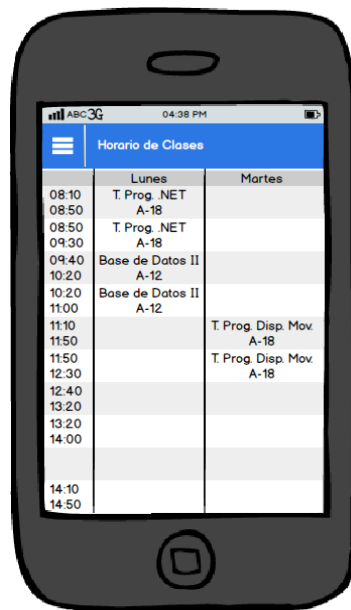 ABC 3G 04:38 PM
Horario de Clases
Lunes Martes
08:10 T. Prog. .NET
08:50 A-18
08:50 T. Prog. .NET
09:30 A-18
09:40 Base de Datos II
10:20 A-12
10:20 Base de Datos II
11:00 A-12
11:10 T. Prog. Disp. Mov.
11:50 A-18
11:50 T. Prog. Disp. Mov.
12:30 A-18
12:40
13:20
13:20
14:00
14:10
14:50